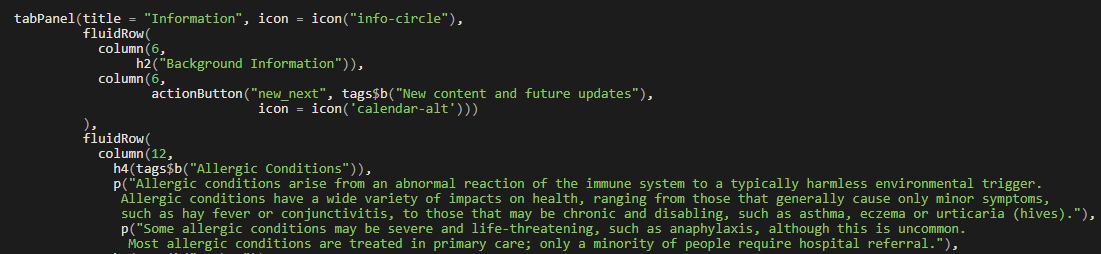 tabPanel(title = "Information", icon = icon("info-circle"),
fluidRow(
column(6,
h2("Background Information")),
column(6,
actionButton("new_next", tags$b("New content and future updates"),
icon = icon('calendar-alt')))
),
fluidRow(
column(12,
h4(tags$b("Allergic Conditions")),
p("Allergic conditions arise from an abnormal reaction of the immune system to a typically harmless environmental trigger.
Allergic conditions have a wide variety of impacts on health, ranging from those that generally cause only minor symptoms,
such as hay fever or conjunctivitis, to those that may be chronic and disabling, such as asthma, eczema or urticaria (hives)."),
p("Some allergic conditions may be severe and life-threatening, such as anaphylaxis, although this is uncommon.
Most allergic conditions are treated in primary care; only a minority of people require hospital referral."),